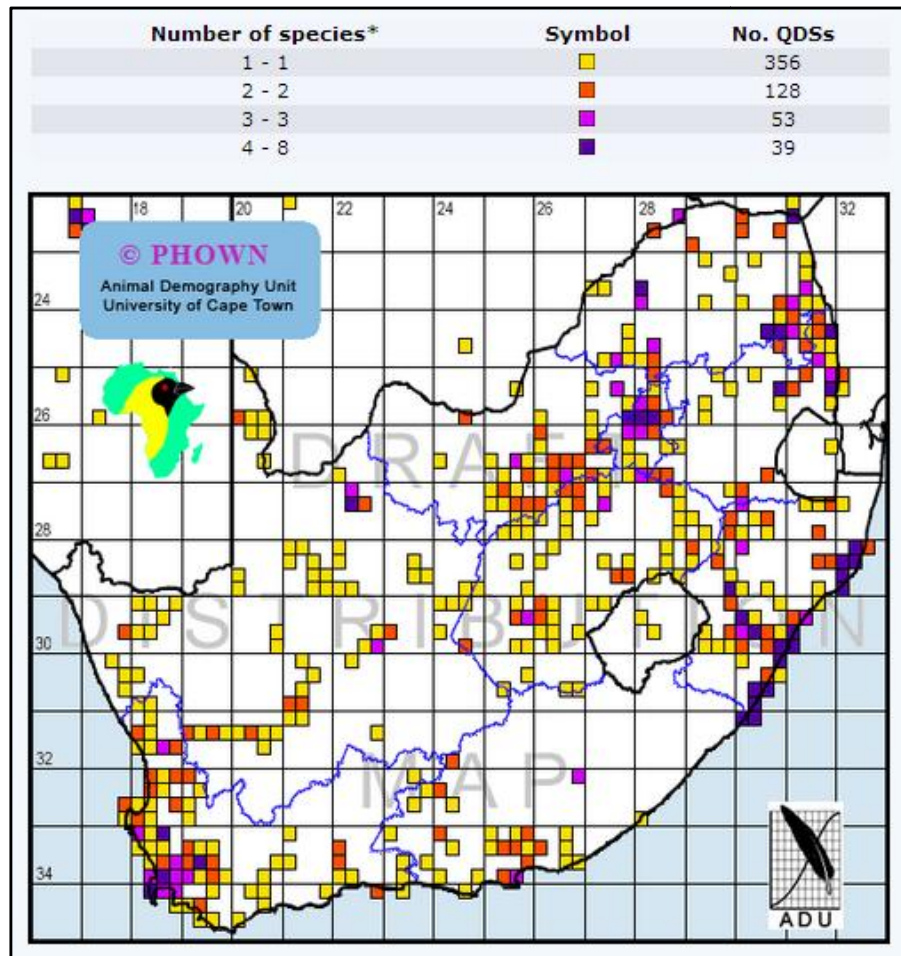 Number of species* Symbol No. QDSs
1 - 1 356
2 - 2 128
3 - 3 53
4 - 8 39
18 20 22 24 26 28 32
© PHOWN
Animal Demography Unit
University of Cape Town
24
26
DRAFT
28
DISTRIBUTION
30
32
MAP
34
ADU